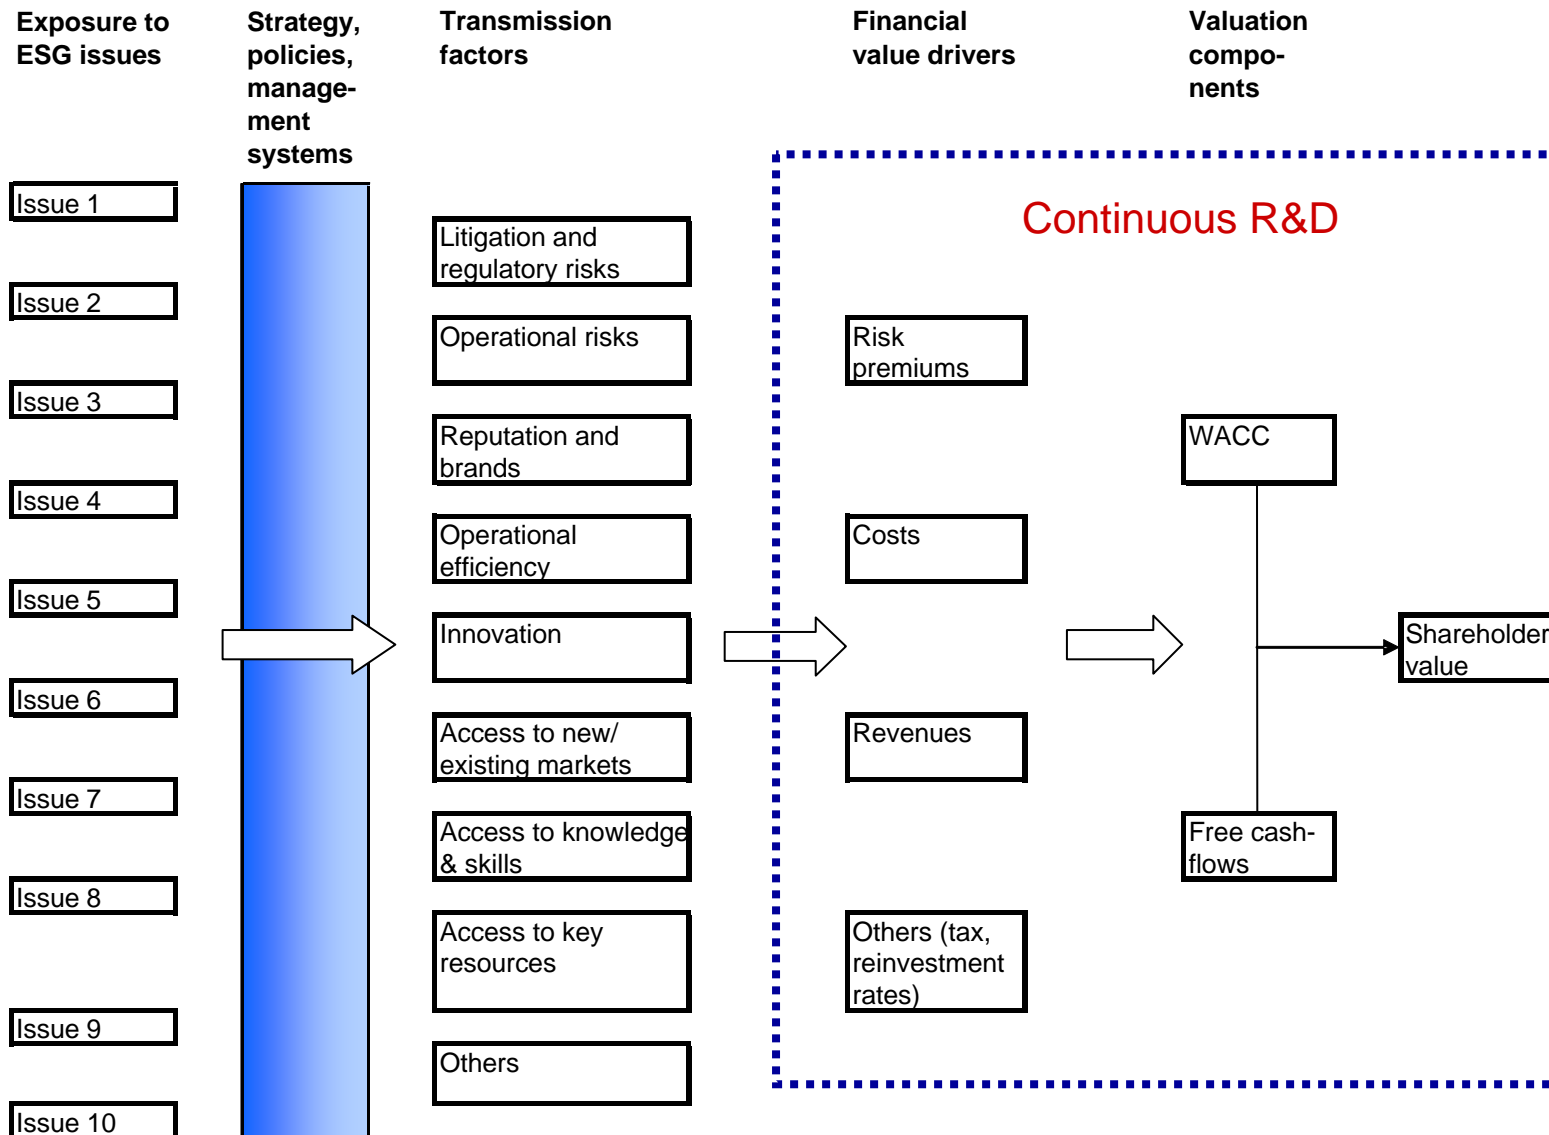 Exposure to
ESG issues
Strategy,
policies,
manage-
ment
systems
Transmission
factors
Financial
value drivers
Valuation
compo-
nents
Issue 1
Issue 2
Issue 3
Issue 4
Issue 5
Issue 6
Issue 7
Issue 8
Issue 9
Issue 10
Litigation and
regulatory risks
Operational risks
Reputation and
brands
Operational
efficiency
Innovation
Access to new/
existing markets
Access to knowledge
& skills
Access to key
resources
Others
Continuous R&D
Risk
premiums
Costs
Revenues
Others (tax,
reinvestment
rates)
WACC
Free cash-
flows
Shareholder
value